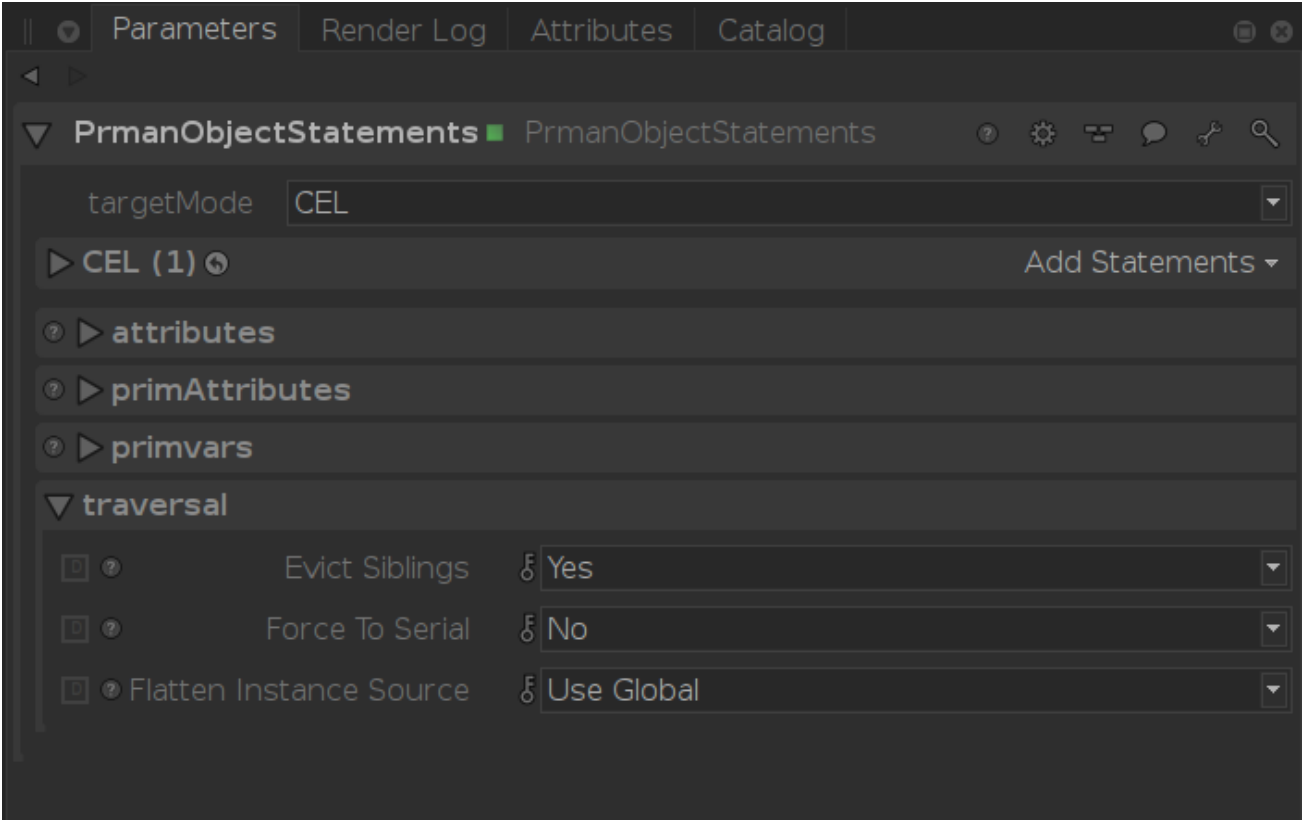 Parameters Render Log Attributes Catalog
PrmanObjectStatements PrmanObjectStatements ?
targetMode CEL
CEL (1) Add Statements
? attributes
? primAttributes
? primvars
traversal
D ? Evict Siblings Yes
D ? Force To Serial No
D ? Flatten Instance Source Use Global